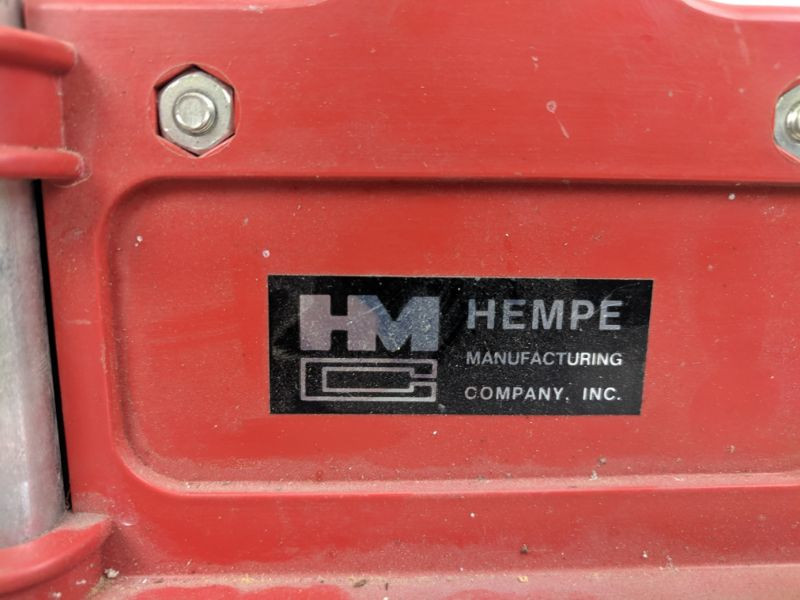 HM
HEMPE
MANUFACTURING
COMPANY, INC.